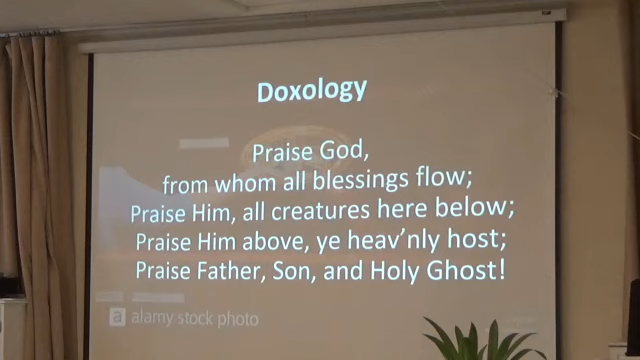 Doxology
Praise God,
from whom all blessings flow;
Praise Him, all creatures here below;
Praise Him above, ye heav’nly host;
Praise Father, Son, and Holy Ghost!
a alamy stock photo